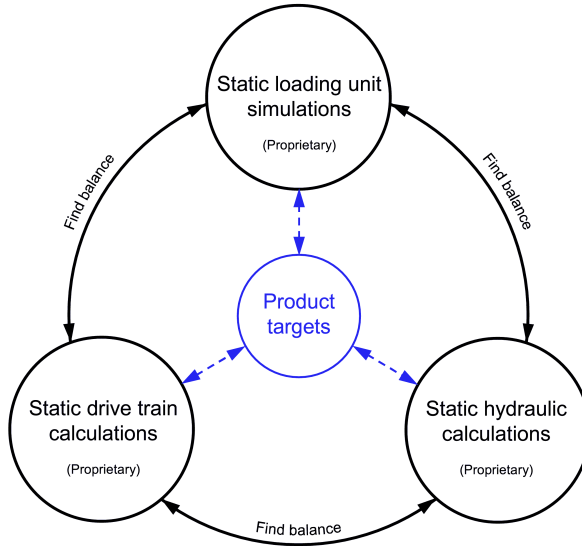 Static loading unit
simulations
(Proprietary)
Find balance
Find balance
Product
targets
Static drive train
calculations
(Proprietary)
Static hydraulic
calculations
(Proprietary)
Find balance